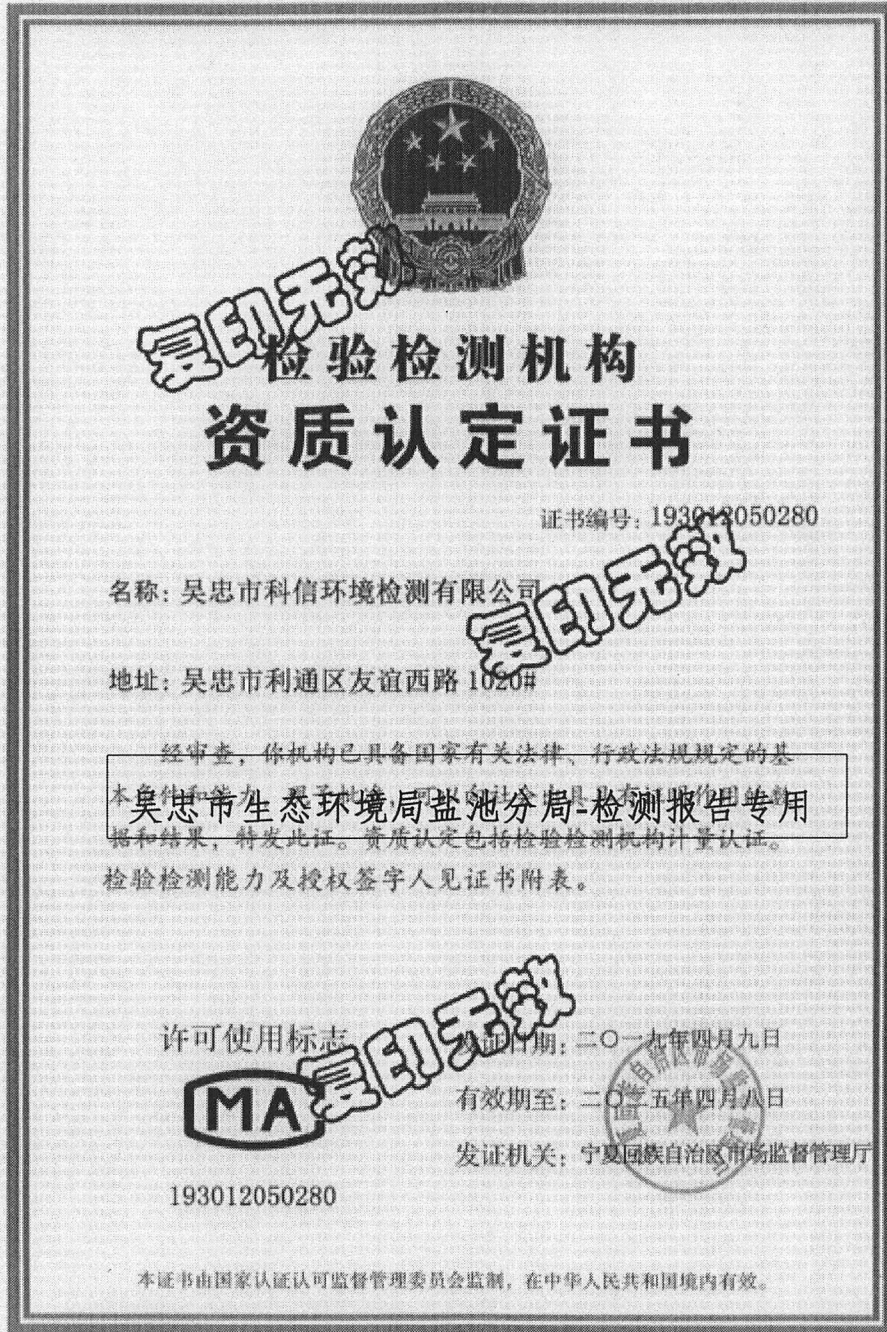 复印无效
检验检测机构
资质认定证书
证书编号：193012050280
名称：吴忠市科信环境检测有限公司
复印无效
地址：吴忠市利通区友谊西路 1020#
经审查，你机构已具备国家有关法律、行政法规规定的基
吴忠市生态环境局盐池分局-检测报告专用
据和结果，特发此证。资质认定包括检验检测机构计量认证。
检验检测能力及授权签字人见证书附表。
复印无效
许可使用标志
发证日期：二〇一九年四月九日
MA
有效期至：二〇二五年四月八日
发证机关：宁夏回族自治区市场监督管理厅
193012050280
本证书由国家认证认可监督管理委员会监制，在中华人民共和国境内有效。